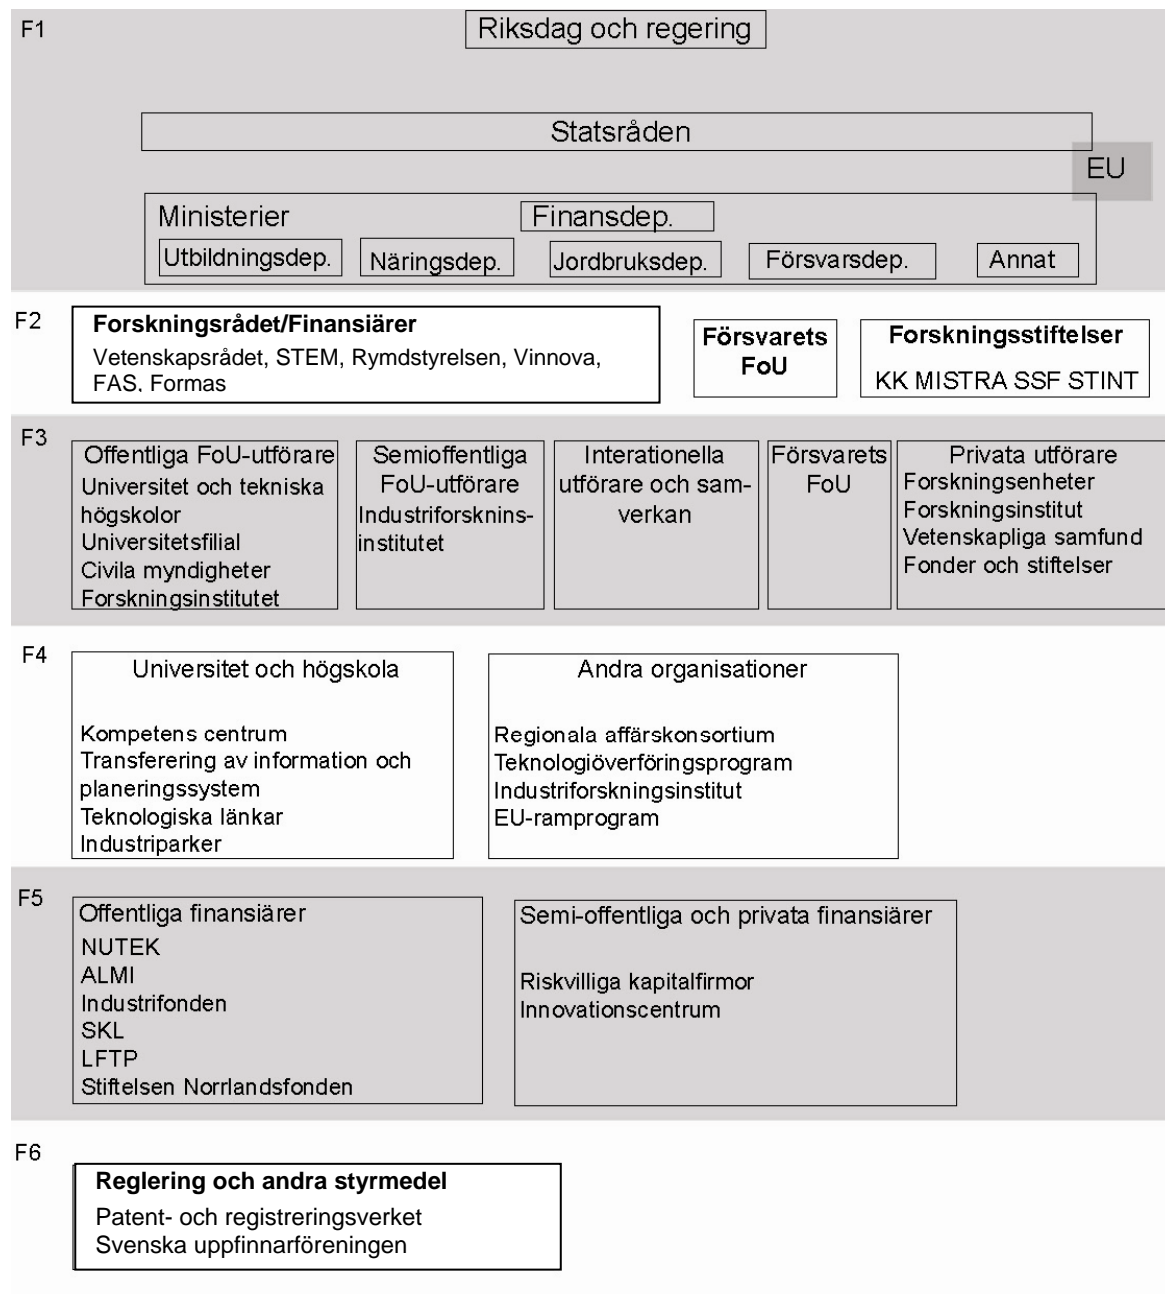 F1
Riksdag och regering
Statsråden
EU
Ministerier
Finansdep.
Utbildningsdep.
Näringsdep.
Jordbruksdep.
Försvarsdep.
Annat
F2
Forskningsrådet/Finansiärer
Vetenskapsrådet, STEM, Rymdstyrelsen, Vinnova,
FAS, Formas
Försvarets
FoU
Forskningsstiftelser
KK MISTRA SSF STINT
F3
Offentliga FoU-utförare
Universitet och tekniska
högskolor
Universitetsfilial
Civila myndigheter
Forskningsinstitutet
Semioffentliga
FoU-utförare
Industriforsknins-
institutet
Interationella
utförare och sam-
verkan
Försvarets
FoU
Privata utförare
Forskningsenheter
Forskningsinstitut
Vetenskapliga samfund
Fonder och stiftelser
F4
Universitet och högskola
Kompetens centrum
Transferering av information och
planeringssystem
Teknologiska länkar
Industriparker
Andra organisationer
Regionala affärskonsortium
Teknologiöverföringsprogram
Industriforskningsinstitut
EU-ramprogram
F5
Offentliga finansiärer
NUTEK
ALMI
Industrifonden
SKL
LFTP
Stiftelsen Norrlandsfonden
Semi-offentliga och privata finansiärer
Riskvilliga kapitalfirmor
Innovationscentrum
F6
Reglering och andra styrmedel
Patent- och registreringsverket
Svenska uppfinnarföreningen